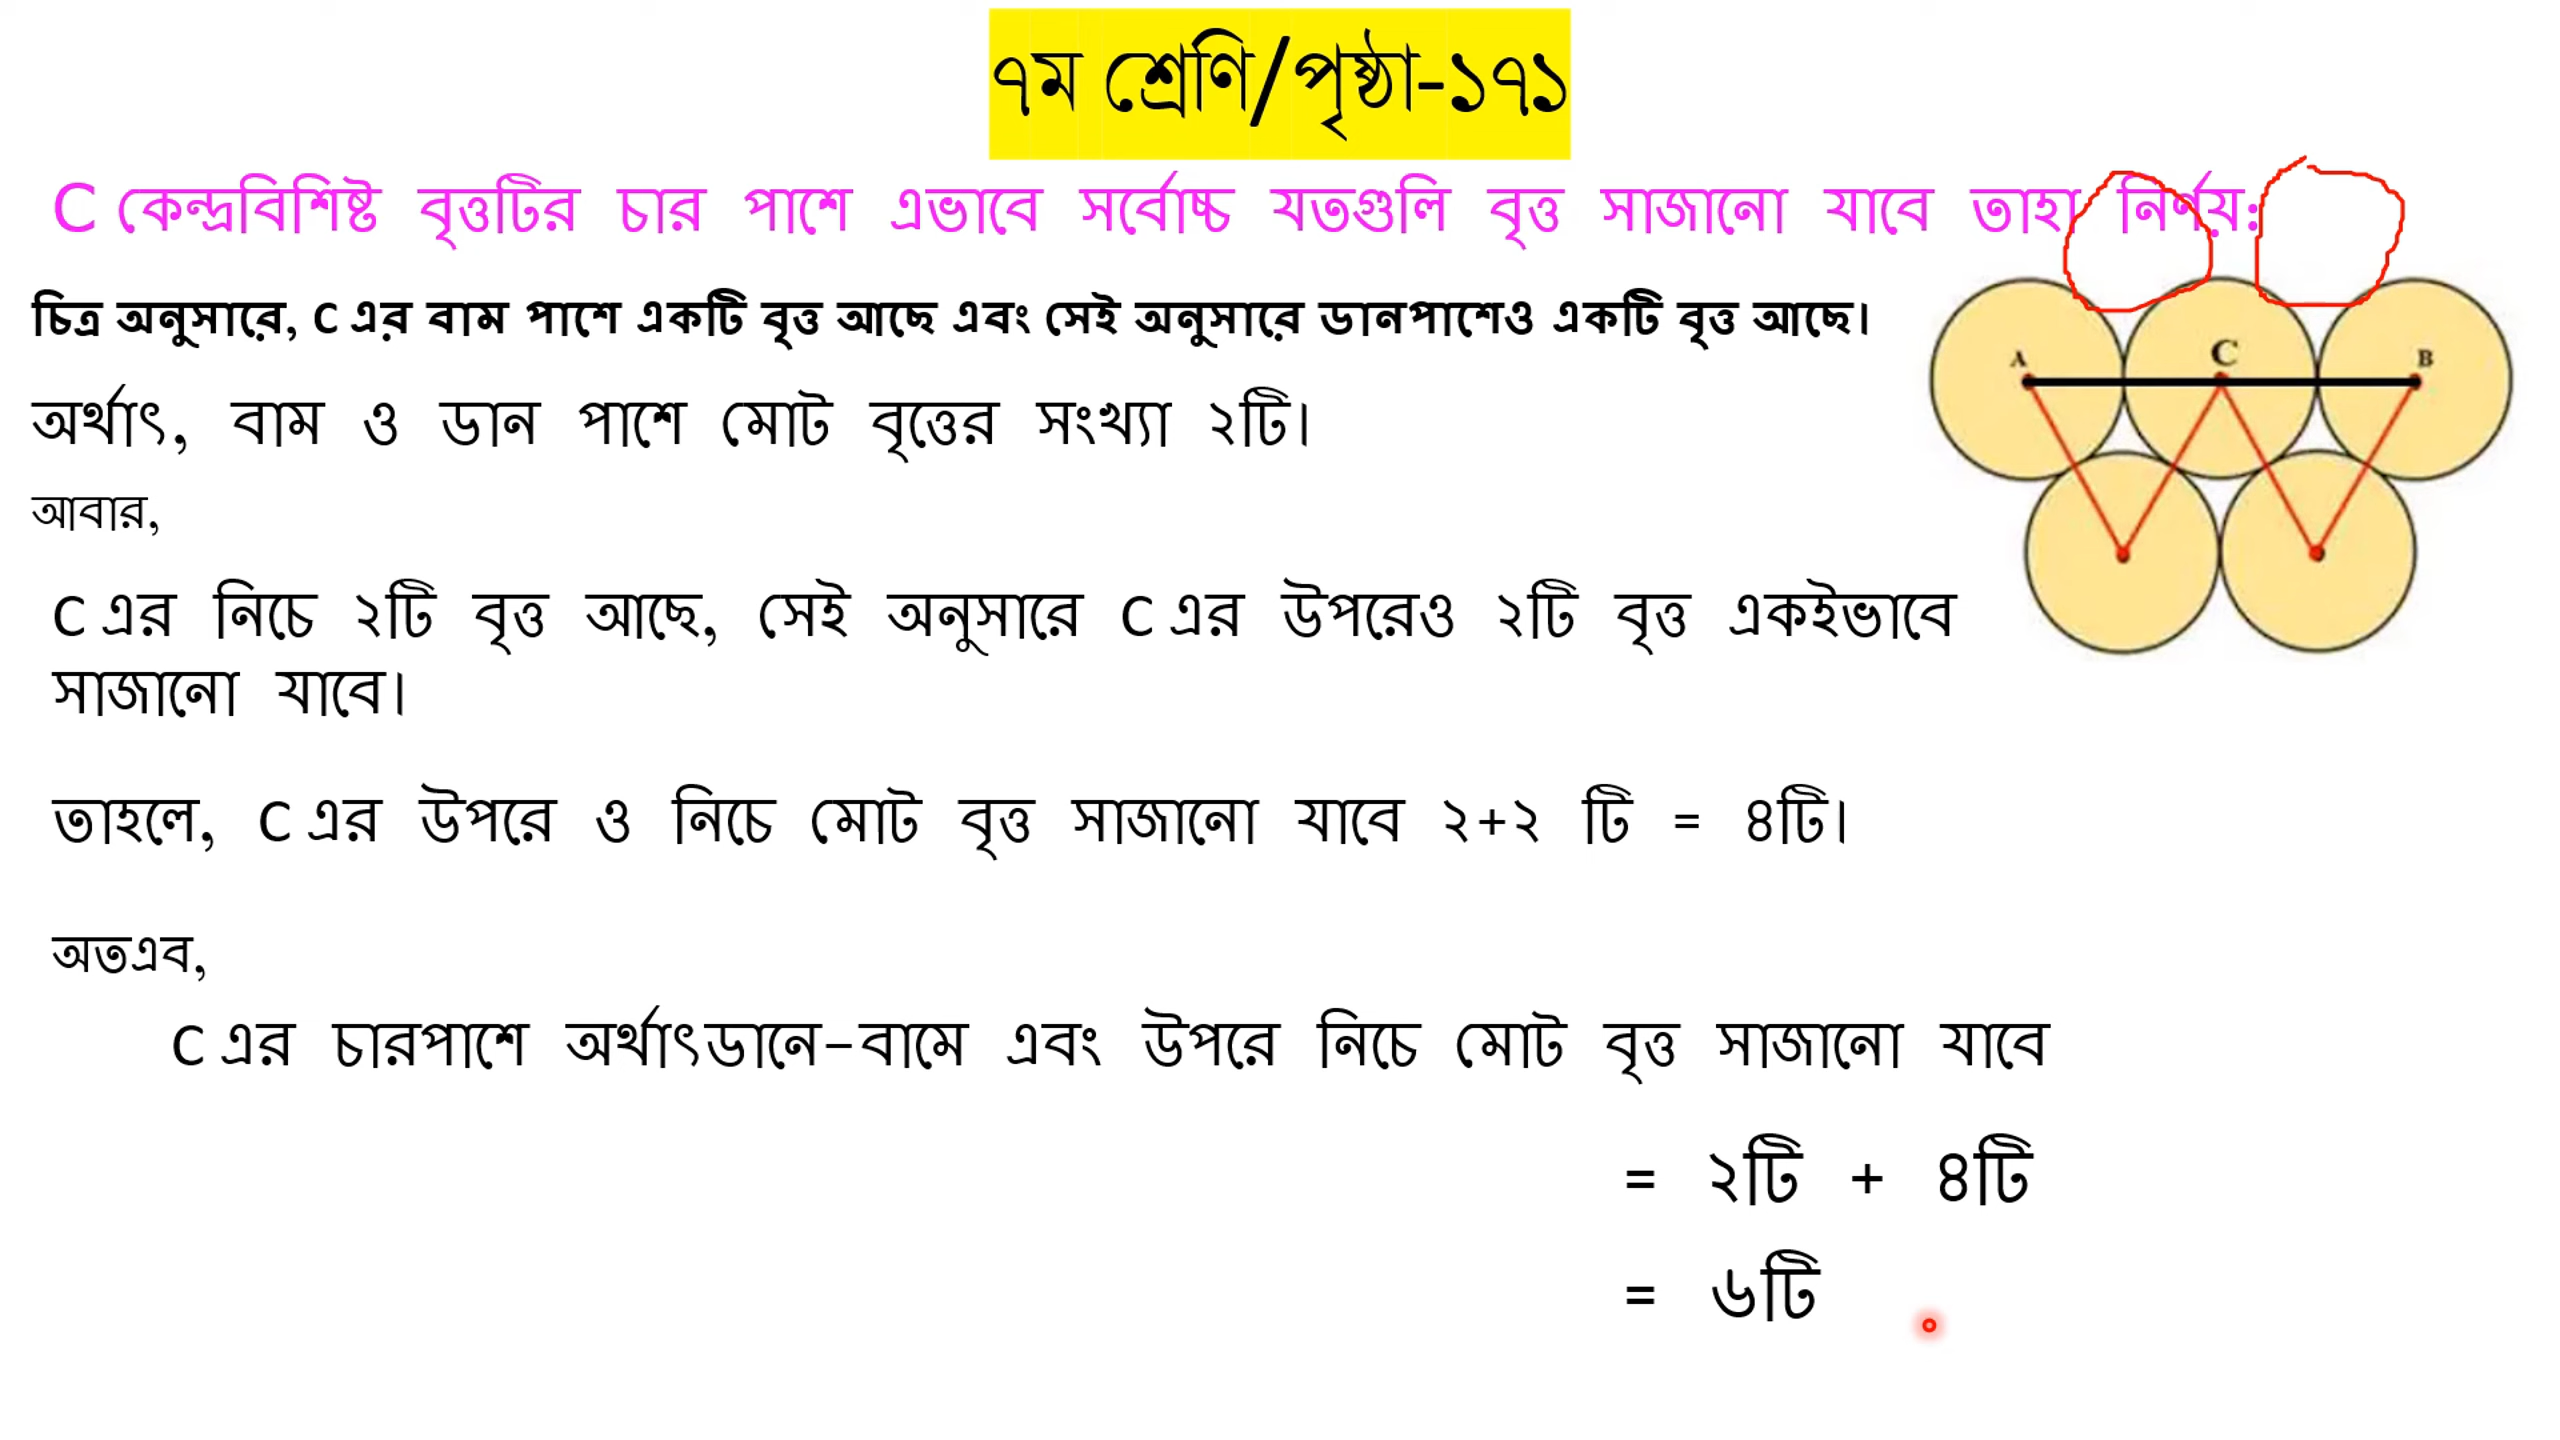 ৭ম শ্রেণি/পৃষ্ঠা-১৭১
C কেন্দ্রবিশিষ্ট বৃত্তটির চার পাশে এভাবে সর্বোচ্চ যতগুলি বৃত্ত সাজানো যাবে তাহা নির্ণয়:
চিত্র অনুসারে, C এর বাম পাশে একটি বৃত্ত আছে এবং সেই অনুসারে ডানপাশেও একটি বৃত্ত আছে।
A C B
অর্থাৎ, বাম ও ডান পাশে মোট বৃত্তের সংখ্যা ২টি।
আবার,
C এর নিচে ২টি বৃত্ত আছে, সেই অনুসারে C এর উপরেও ২টি বৃত্ত একইভাবে
সাজানো যাবে।
তাহলে, C এর উপরে ও নিচে মোট বৃত্ত সাজানো যাবে ২+২ টি = ৪টি।
অতএব,
C এর চারপাশে অর্থাৎডানে-বামে এবং উপরে নিচে মোট বৃত্ত সাজানো যাবে
= ২টি + ৪টি
= ৬টি